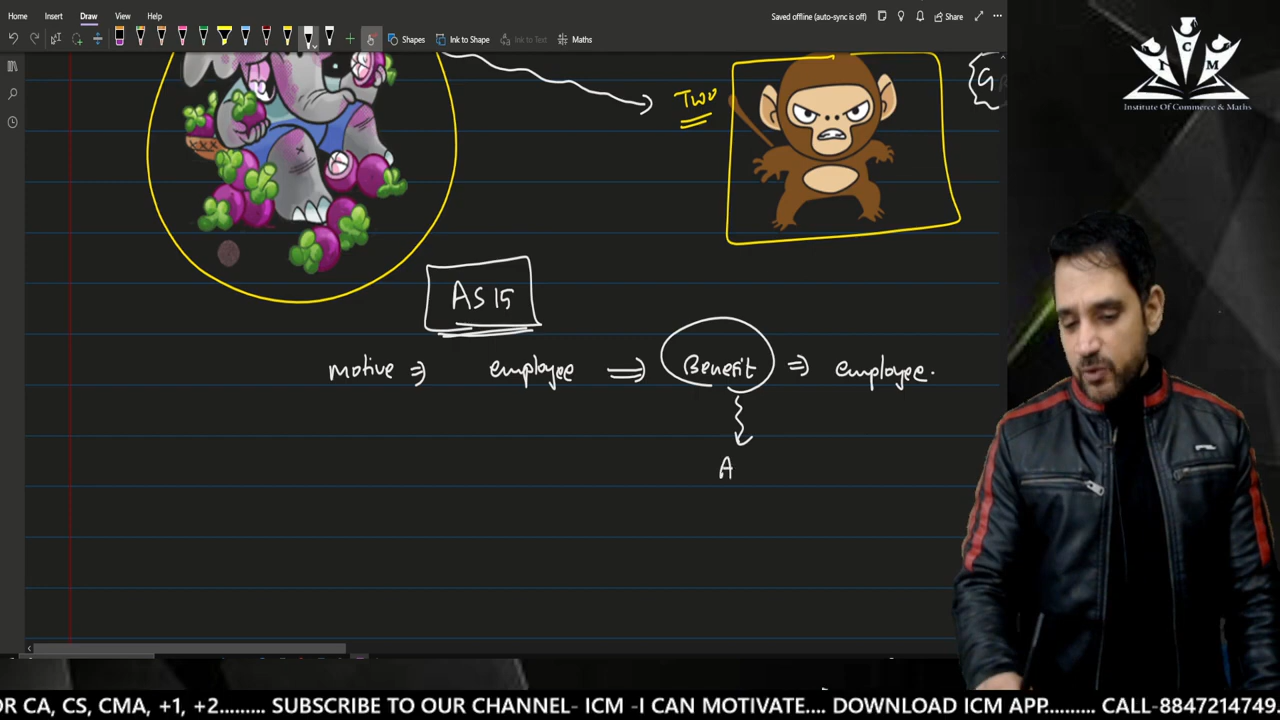 Home Insert Draw View Help
Saved offline (auto-sync is off) Share
Shapes Ink to Shape Ink to Text Maths
I C M
Institute Of Commerce & Maths
Two
G
AS 15
motive ⇒ employee ⇒ Benefit ⇒ employee.
A
OR CA, CS, CMA, +1, +2......... SUBSCRIBE TO OUR CHANNEL- ICM -I CAN MOTIVATE.... DOWNLOAD ICM APP.......... CALL-8847214749.